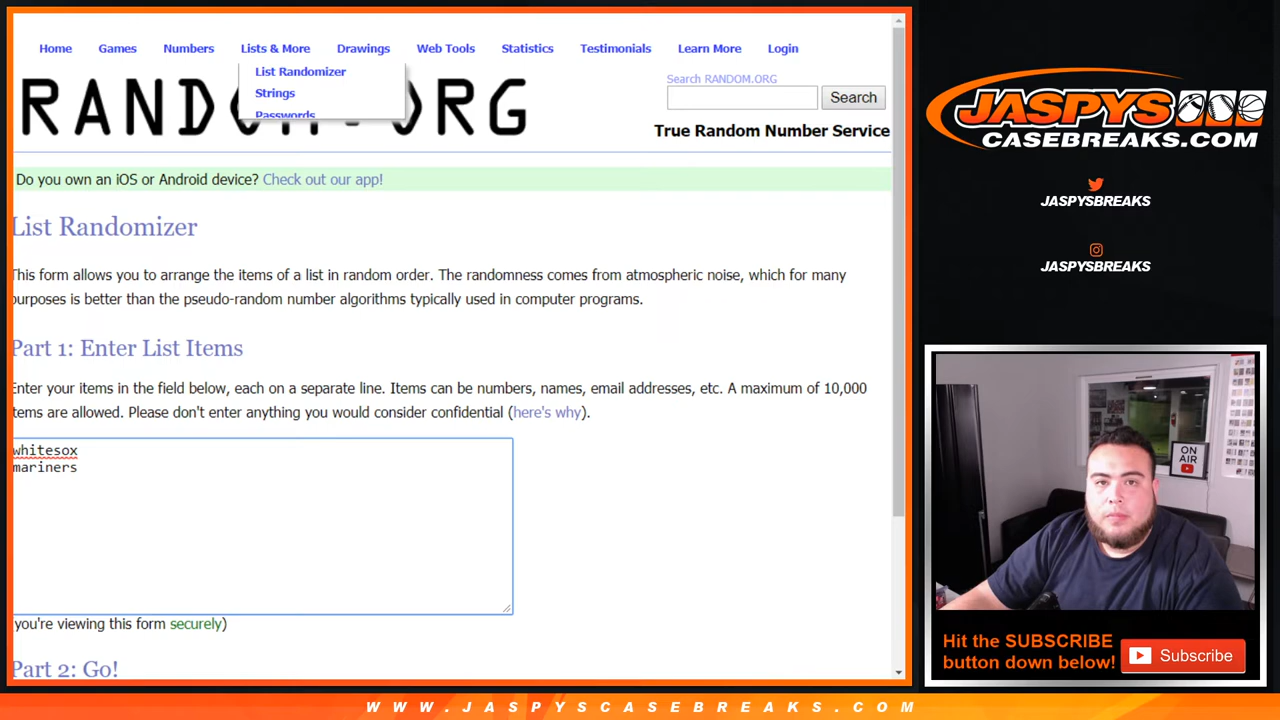 Home Games Numbers Lists & More Drawings Web Tools Statistics Testimonials Learn More Login
List Randomizer
Strings
Passwords
Search RANDOM.ORG
Search
True Random Number Service
Do you own an iOS or Android device? Check out our app!
List Randomizer
This form allows you to arrange the items of a list in random order. The randomness comes from atmospheric noise, which for many
purposes is better than the pseudo-random number algorithms typically used in computer programs.
Part 1: Enter List Items
Enter your items in the field below, each on a separate line. Items can be numbers, names, email addresses, etc. A maximum of 10,000
items are allowed. Please don't enter anything you would consider confidential (here's why).
whitesox
mariners
you're viewing this form securely)
Part 2: Go!
JASPYS
CASEBREAKS.COM
JASPYSBREAKS
JASPYSBREAKS
ON
AIR
Hit the SUBSCRIBE
button down below!
Subscribe
WWW.JASPYSCASEBREAKS.COM